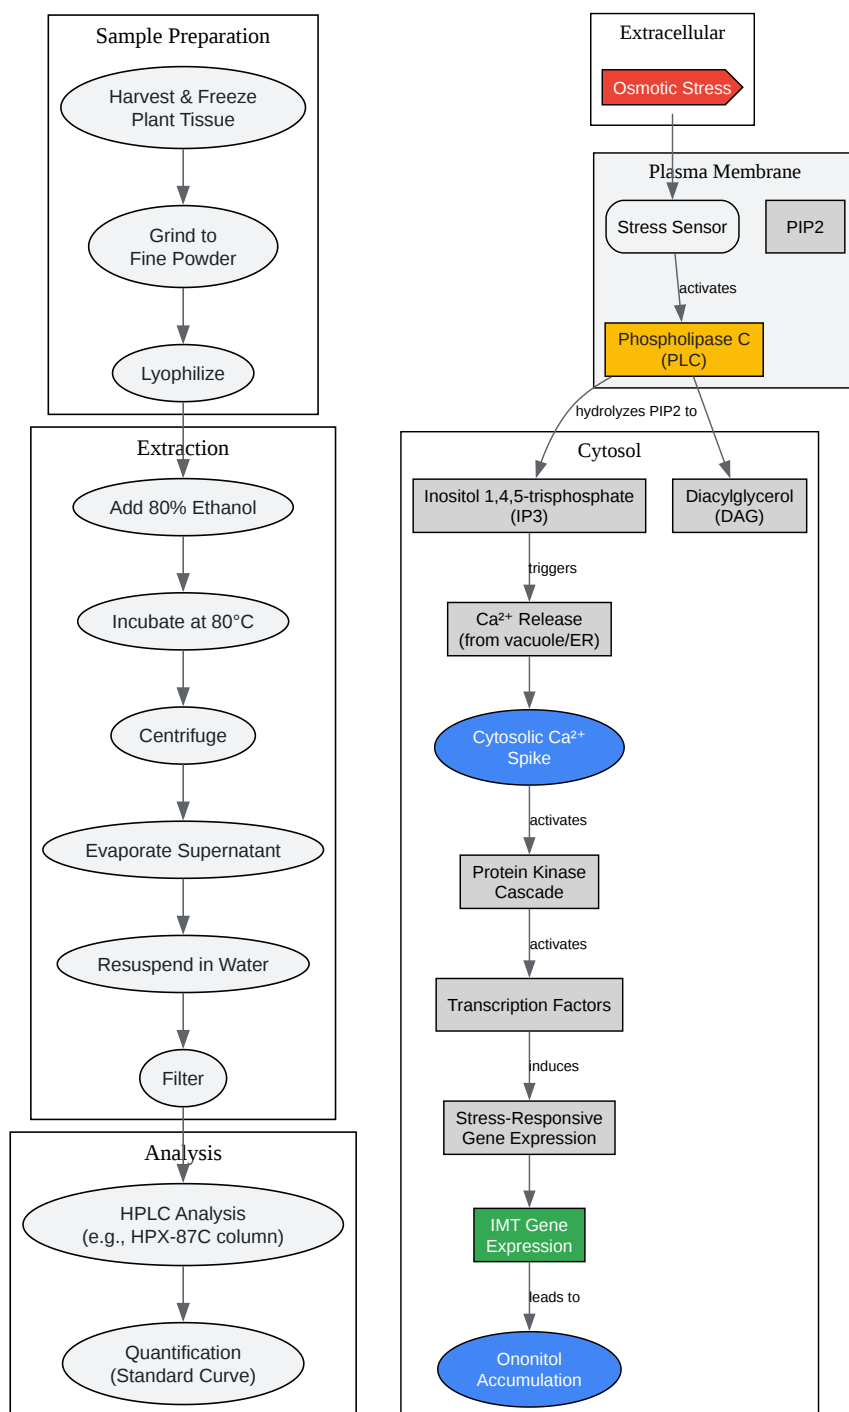 Sample Preparation
Harvest & Freeze
Plant Tissue
Grind to
Fine Powder
Lyophilize
Extraction
Add 80% Ethanol
Incubate at 80°C
Centrifuge
Evaporate Supernatant
Resuspend in Water
Filter
Analysis
HPLC Analysis
(e.g., HPX-87C column)
Quantification
(Standard Curve)
Extracellular
Osmotic Stress
Plasma Membrane
Stress Sensor
PIP2
activates
Phospholipase C
(PLC)
hydrolyzes PIP2 to
Cytosol
Inositol 1,4,5-trisphosphate
(IP3)
Diacylglycerol
(DAG)
triggers
Ca²⁺ Release
(from vacuole/ER)
Cytosolic Ca²⁺
Spike
activates
Protein Kinase
Cascade
activates
Transcription Factors
induces
Stress-Responsive
Gene Expression
IMT Gene
Expression
leads to
Ononitol
Accumulation